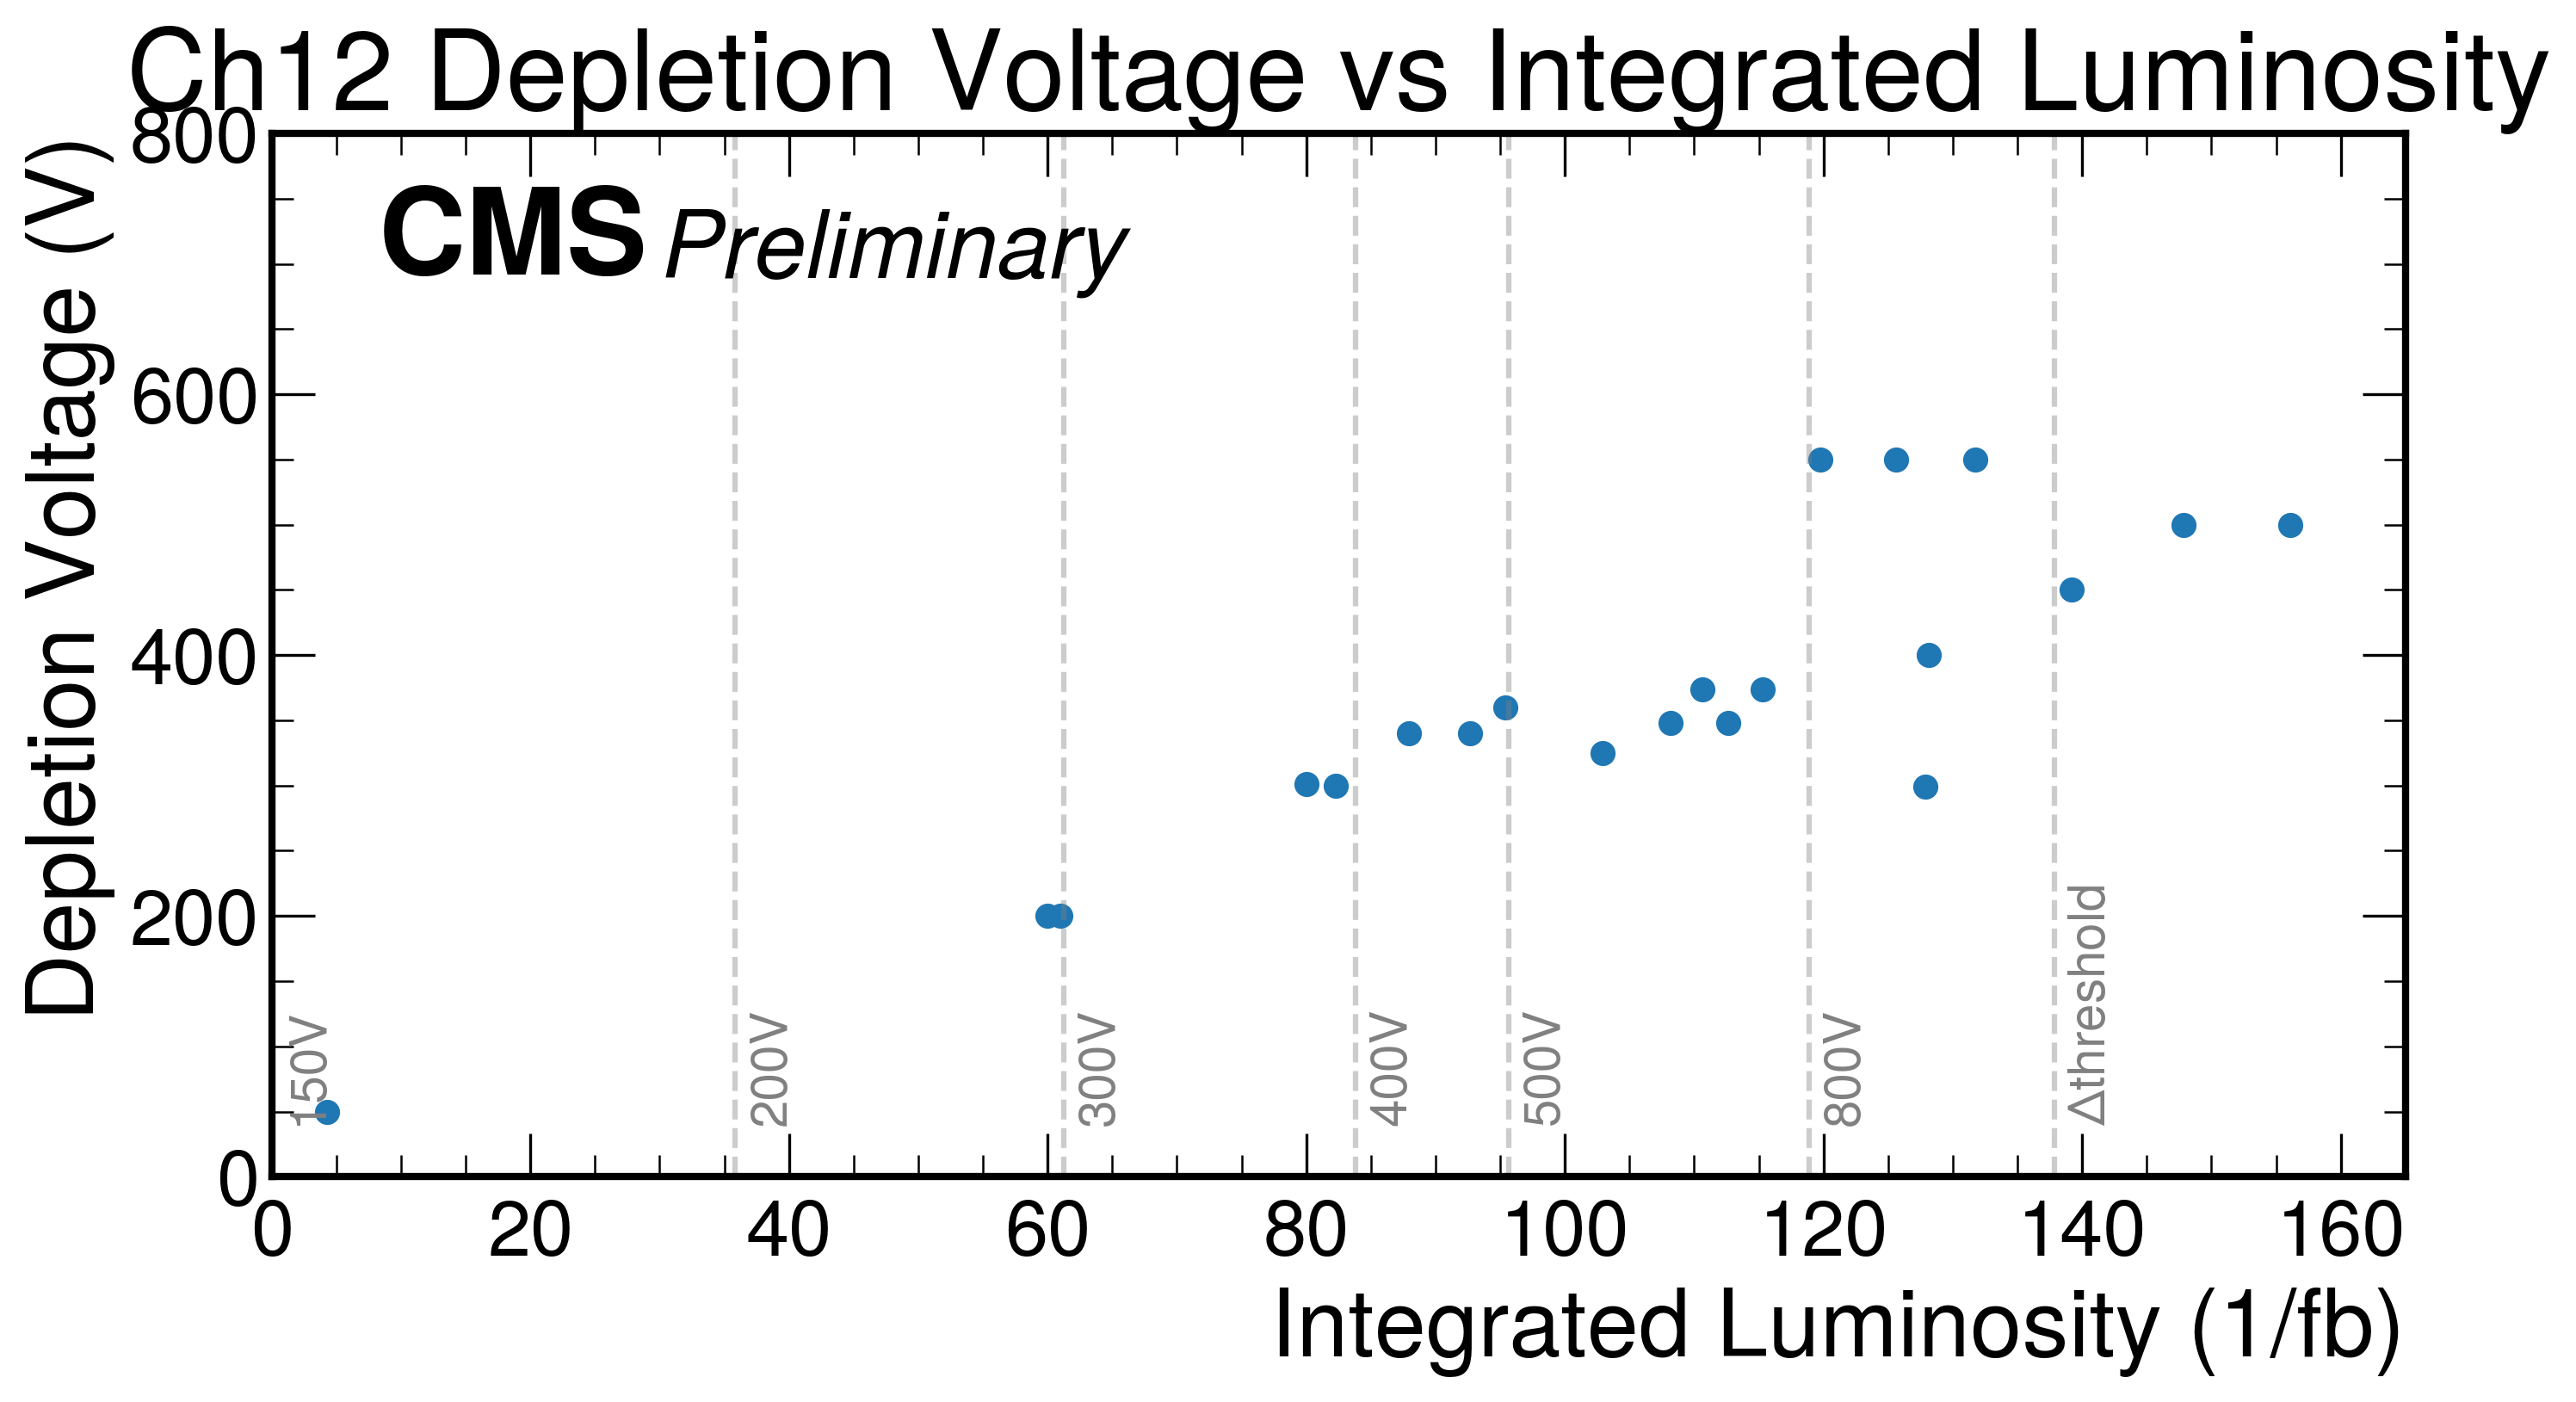 Ch12 Depletion Voltage vs Integrated Luminosity
CMS Preliminary
Depletion Voltage (V)
800
600
400
200
0
150V
200V
300V
400V
500V
800V
Δthreshold
0 20 40 60 80 100 120 140 160
Integrated Luminosity (1/fb)